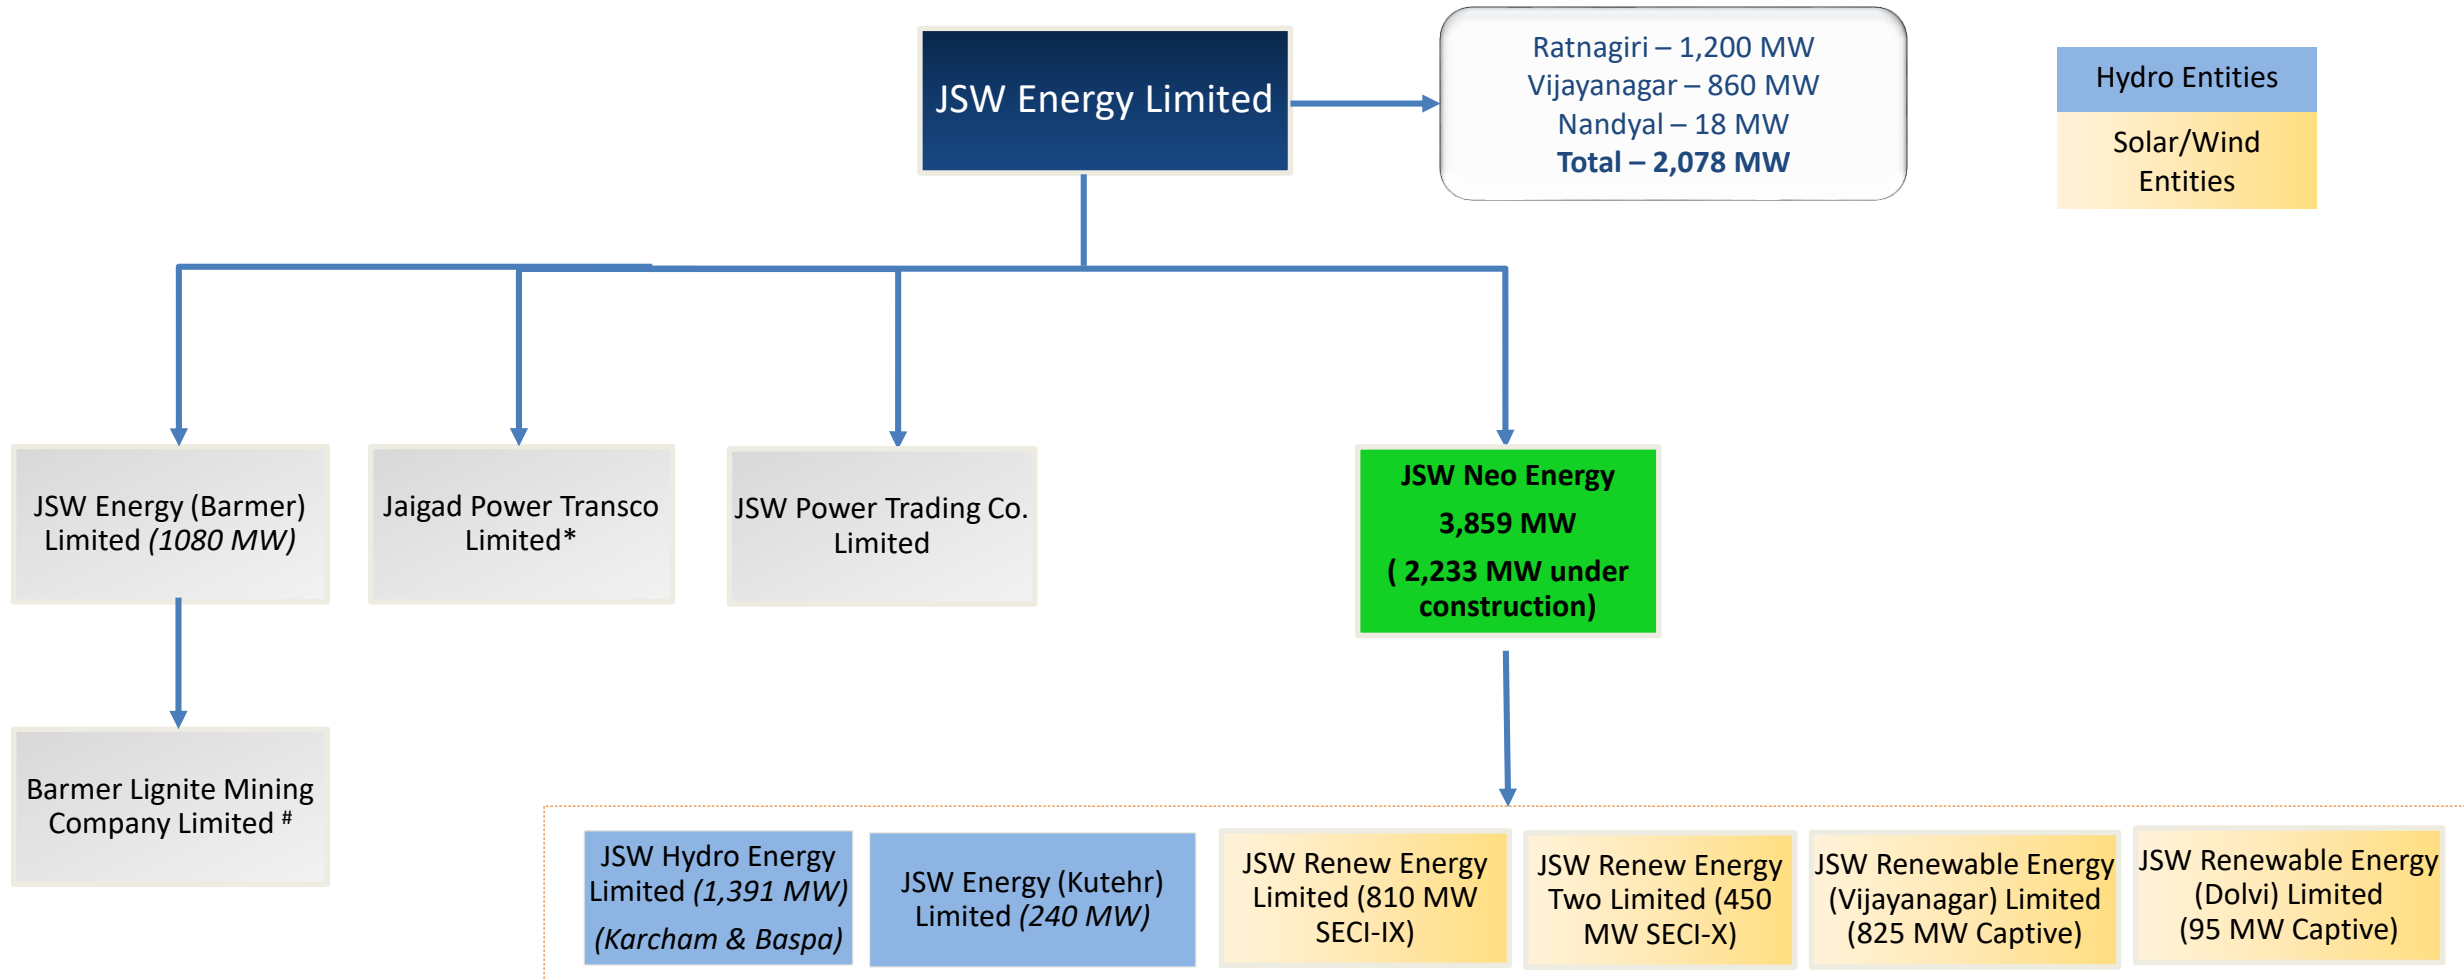 JSW Energy Limited
Ratnagiri – 1,200 MW
Vijayanagar – 860 MW
Nandyal – 18 MW
Total – 2,078 MW
Hydro Entities
Solar/Wind
Entities
JSW Energy (Barmer)
Limited (1080 MW)
Jaigad Power Transco
Limited*
JSW Power Trading Co.
Limited
JSW Neo Energy
3,859 MW
( 2,233 MW under
construction)
Barmer Lignite Mining
Company Limited #
JSW Hydro Energy
Limited (1,391 MW)
(Karcham & Baspa)
JSW Energy (Kutehr)
Limited (240 MW)
JSW Renew Energy
Limited (810 MW
SECI-IX)
JSW Renew Energy
Two Limited (450
MW SECI-X)
JSW Renewable Energy
(Vijayanagar) Limited
(825 MW Captive)
JSW Renewable Energy
(Dolvi) Limited
(95 MW Captive)